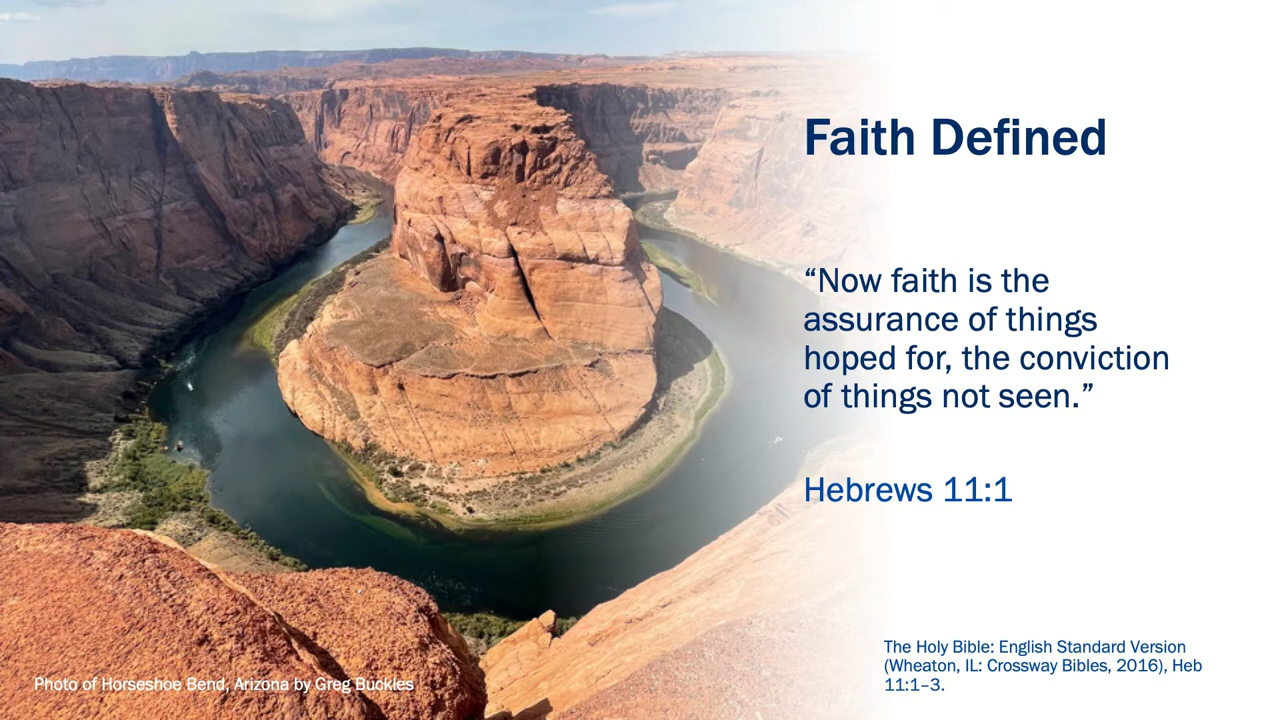 Faith Defined
“Now faith is the
assurance of things
hoped for, the conviction
of things not seen.”
Hebrews 11:1
The Holy Bible: English Standard Version
(Wheaton, IL: Crossway Bibles, 2016), Heb
11:1–3.
Photo of Horseshoe Bend, Arizona by Greg Buckles